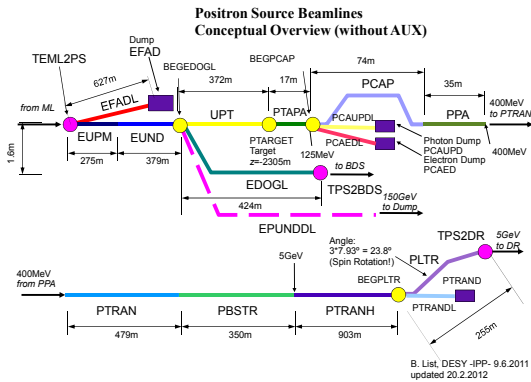 Positron Source Beamlines
Conceptual Overview (without AUX)
TEML2PS
Dump
EFAD
BEGEDOGL
BEGPCAP
627m
372m
17m
74m
35m
EFADL
PCAP
from ML
UPT
PTAPA
PCAUPDL
PPA
400MeV
to PTRAN
EUPM
EUND
PCAEDL
Photon Dump
PCAUPD
Electron Dump
PCAED
400MeV
1.6m
275m
379m
PTARGET
Target
z=-2305m
125MeV
to BDS
EDOGL
TPS2BDS
424m
150GeV
to Dump
EPUNDDL
TPS2DR
Angle:
3*7.93º = 23.8º
(Spin Rotation!)
PLTR
5GeV
to DR
400MeV
from PPA
5GeV
BEGPLTR
PTRAND
PTRANDL
PTRAN
PBSTR
PTRANH
479m
350m
903m
255m
B. List, DESY -IPP- 9.6.2011
updated 20.2.2012